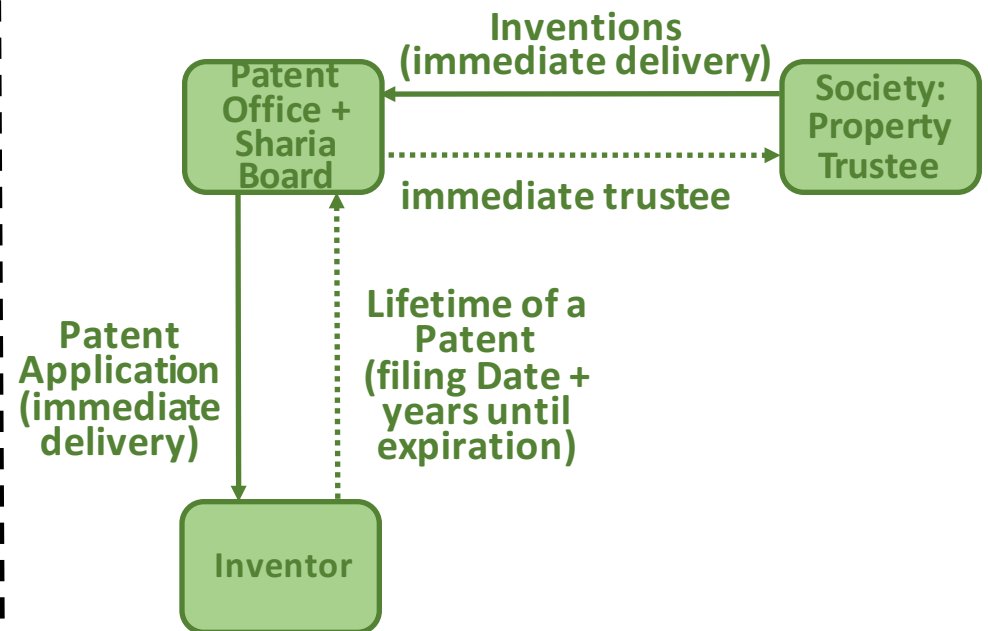 Inventions
(immediate delivery)
Patent
Office +
Sharia
Board
Society:
Property
Trustee
immediate trustee
Patent
Application
(immediate
delivery)
Lifetime of a
Patent
(filing Date +
years until
expiration)
Inventor